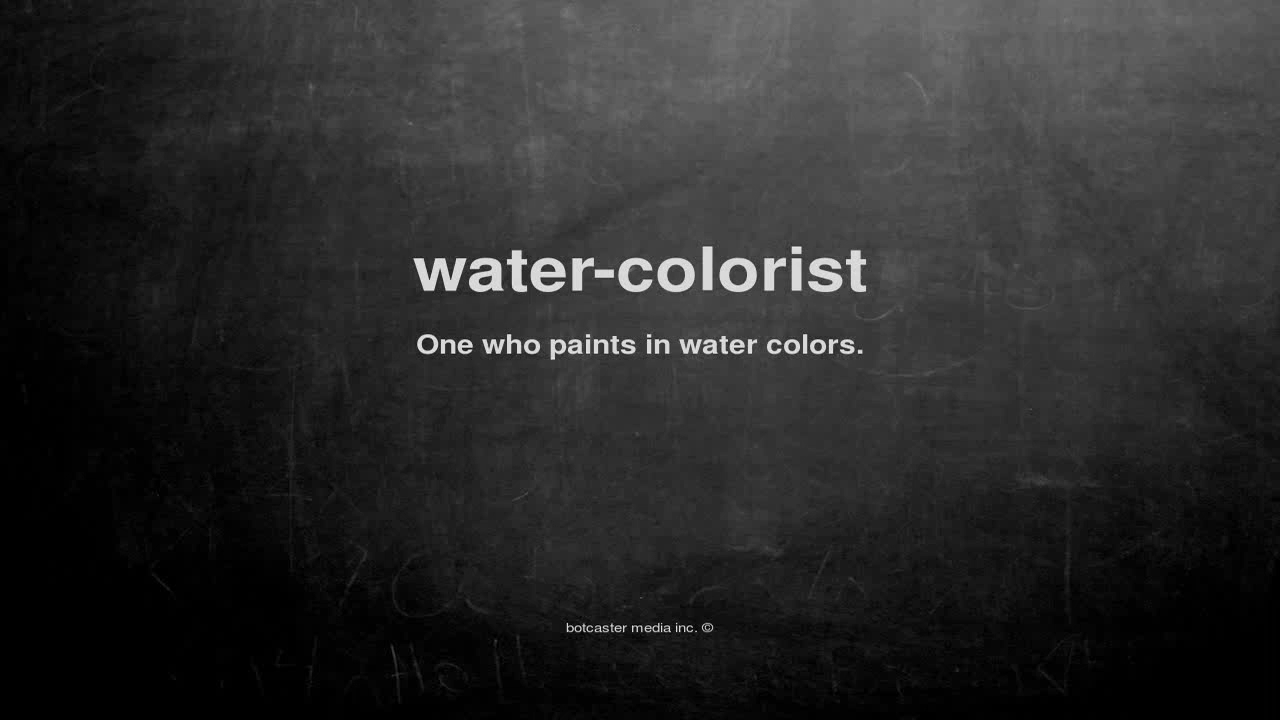 water-colorist
One who paints in water colors.
botcaster media inc. ©